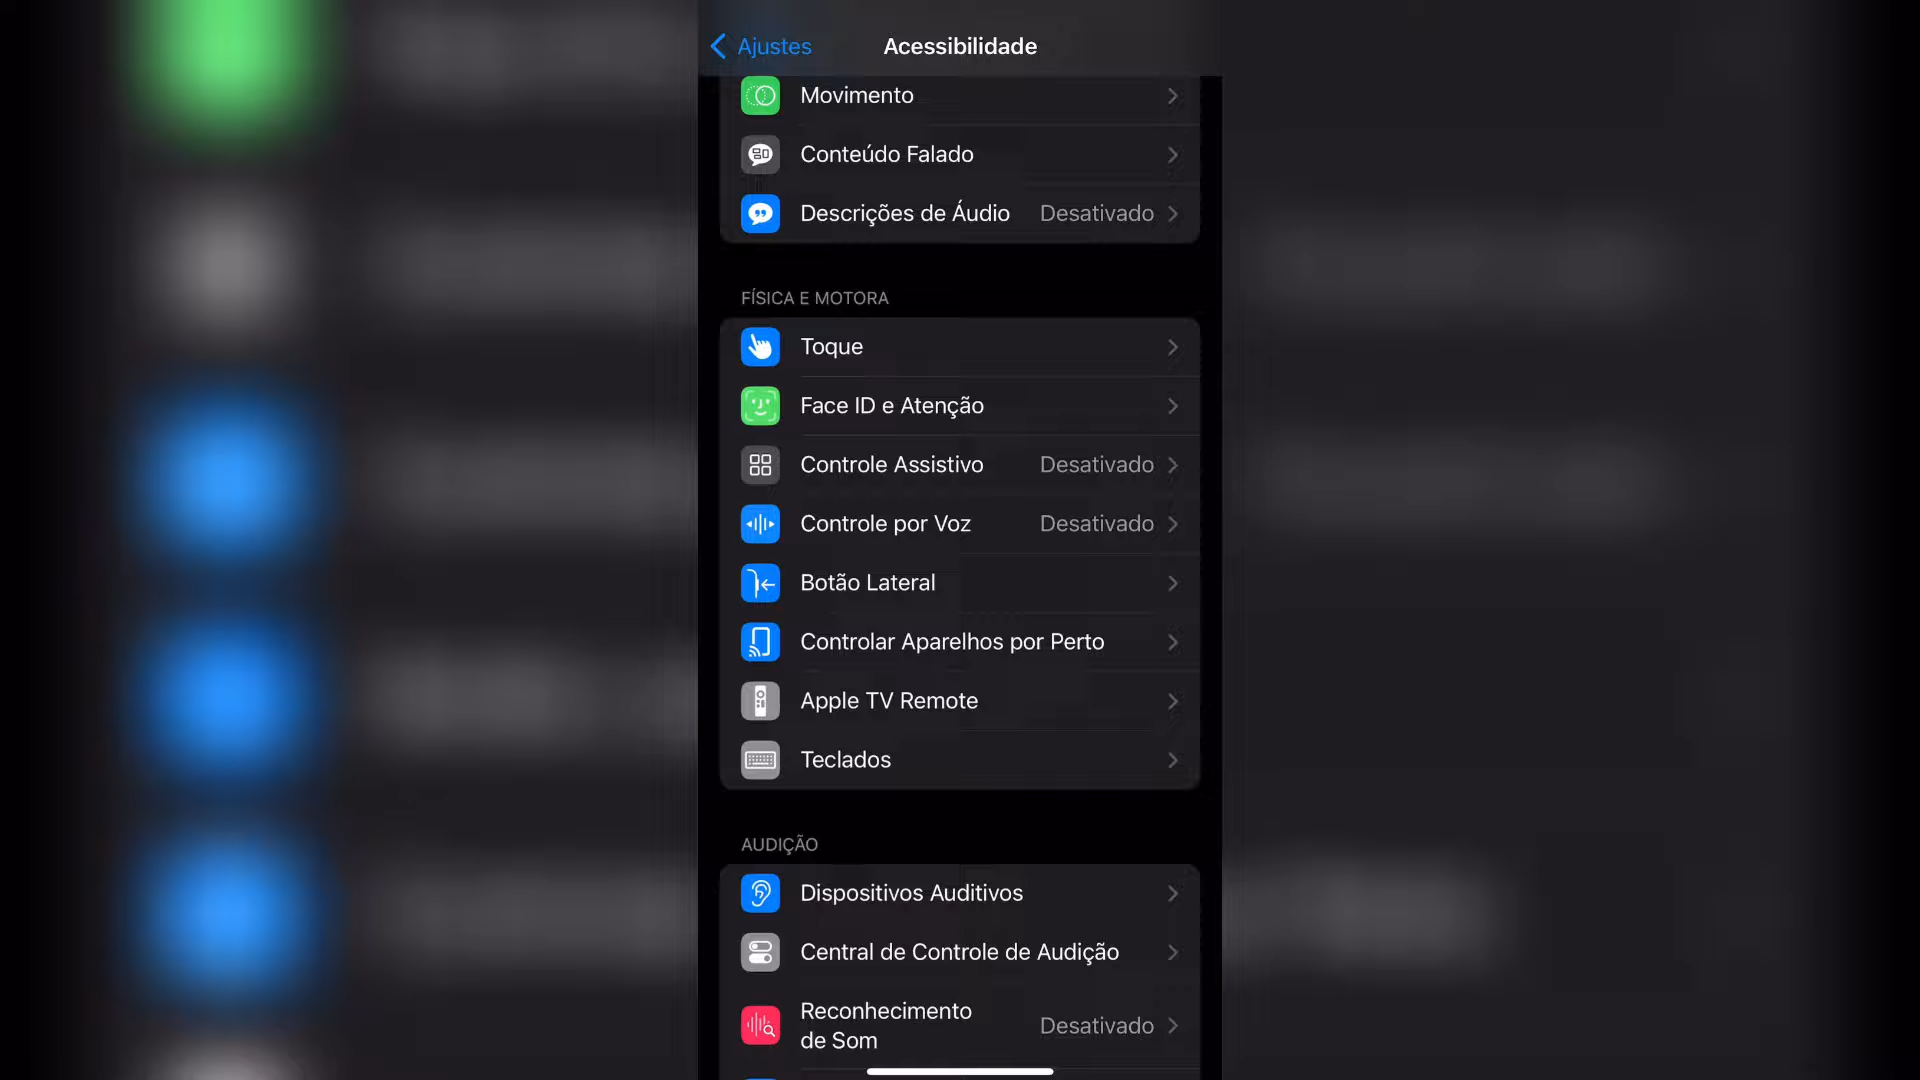 Ajustes
Acessibilidade
Movimento
Conteúdo Falado
Descrições de Áudio Desativado
FÍSICA E MOTORA
Toque
Face ID e Atenção
Controle Assistivo Desativado
Controle por Voz Desativado
Botão Lateral
Controlar Aparelhos por Perto
Apple TV Remote
Teclados
AUDIÇÃO
Dispositivos Auditivos
Central de Controle de Audição
Reconhecimento
de Som Desativado